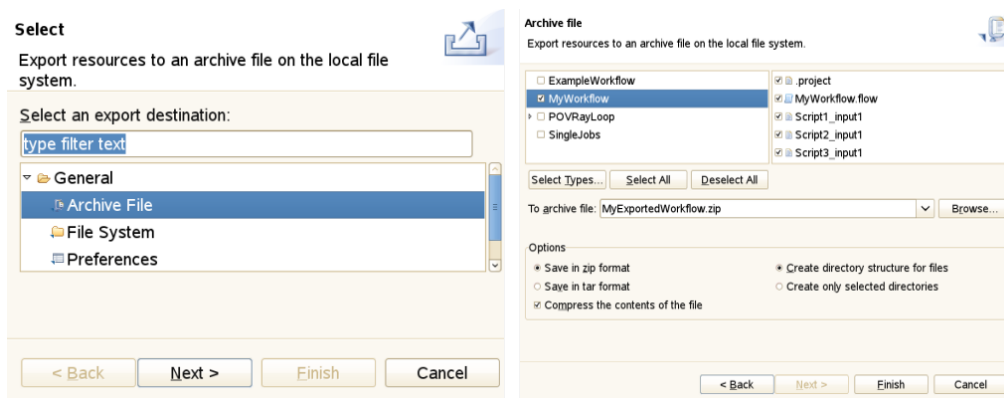 Select
Export resources to an archive file on the local file
system.
Select an export destination:
type filter text
General
Archive File
File System
Preferences
< Back
Next >
Finish
Cancel
Archive file
Export resources to an archive file on the local file system.
ExampleWorkflow
MyWorkflow
POVRayLoop
SingleJobs
.project
MyWorkflow.flow
Script1_input1
Script2_input1
Script3_input1
Select Types...
Select All
Deselect All
To archive file:
MyExportedWorkflow.zip
Browse...
Options
Save in zip format
Save in tar format
Compress the contents of the file
Create directory structure for files
Create only selected directories
< Back
Next >
Finish
Cancel